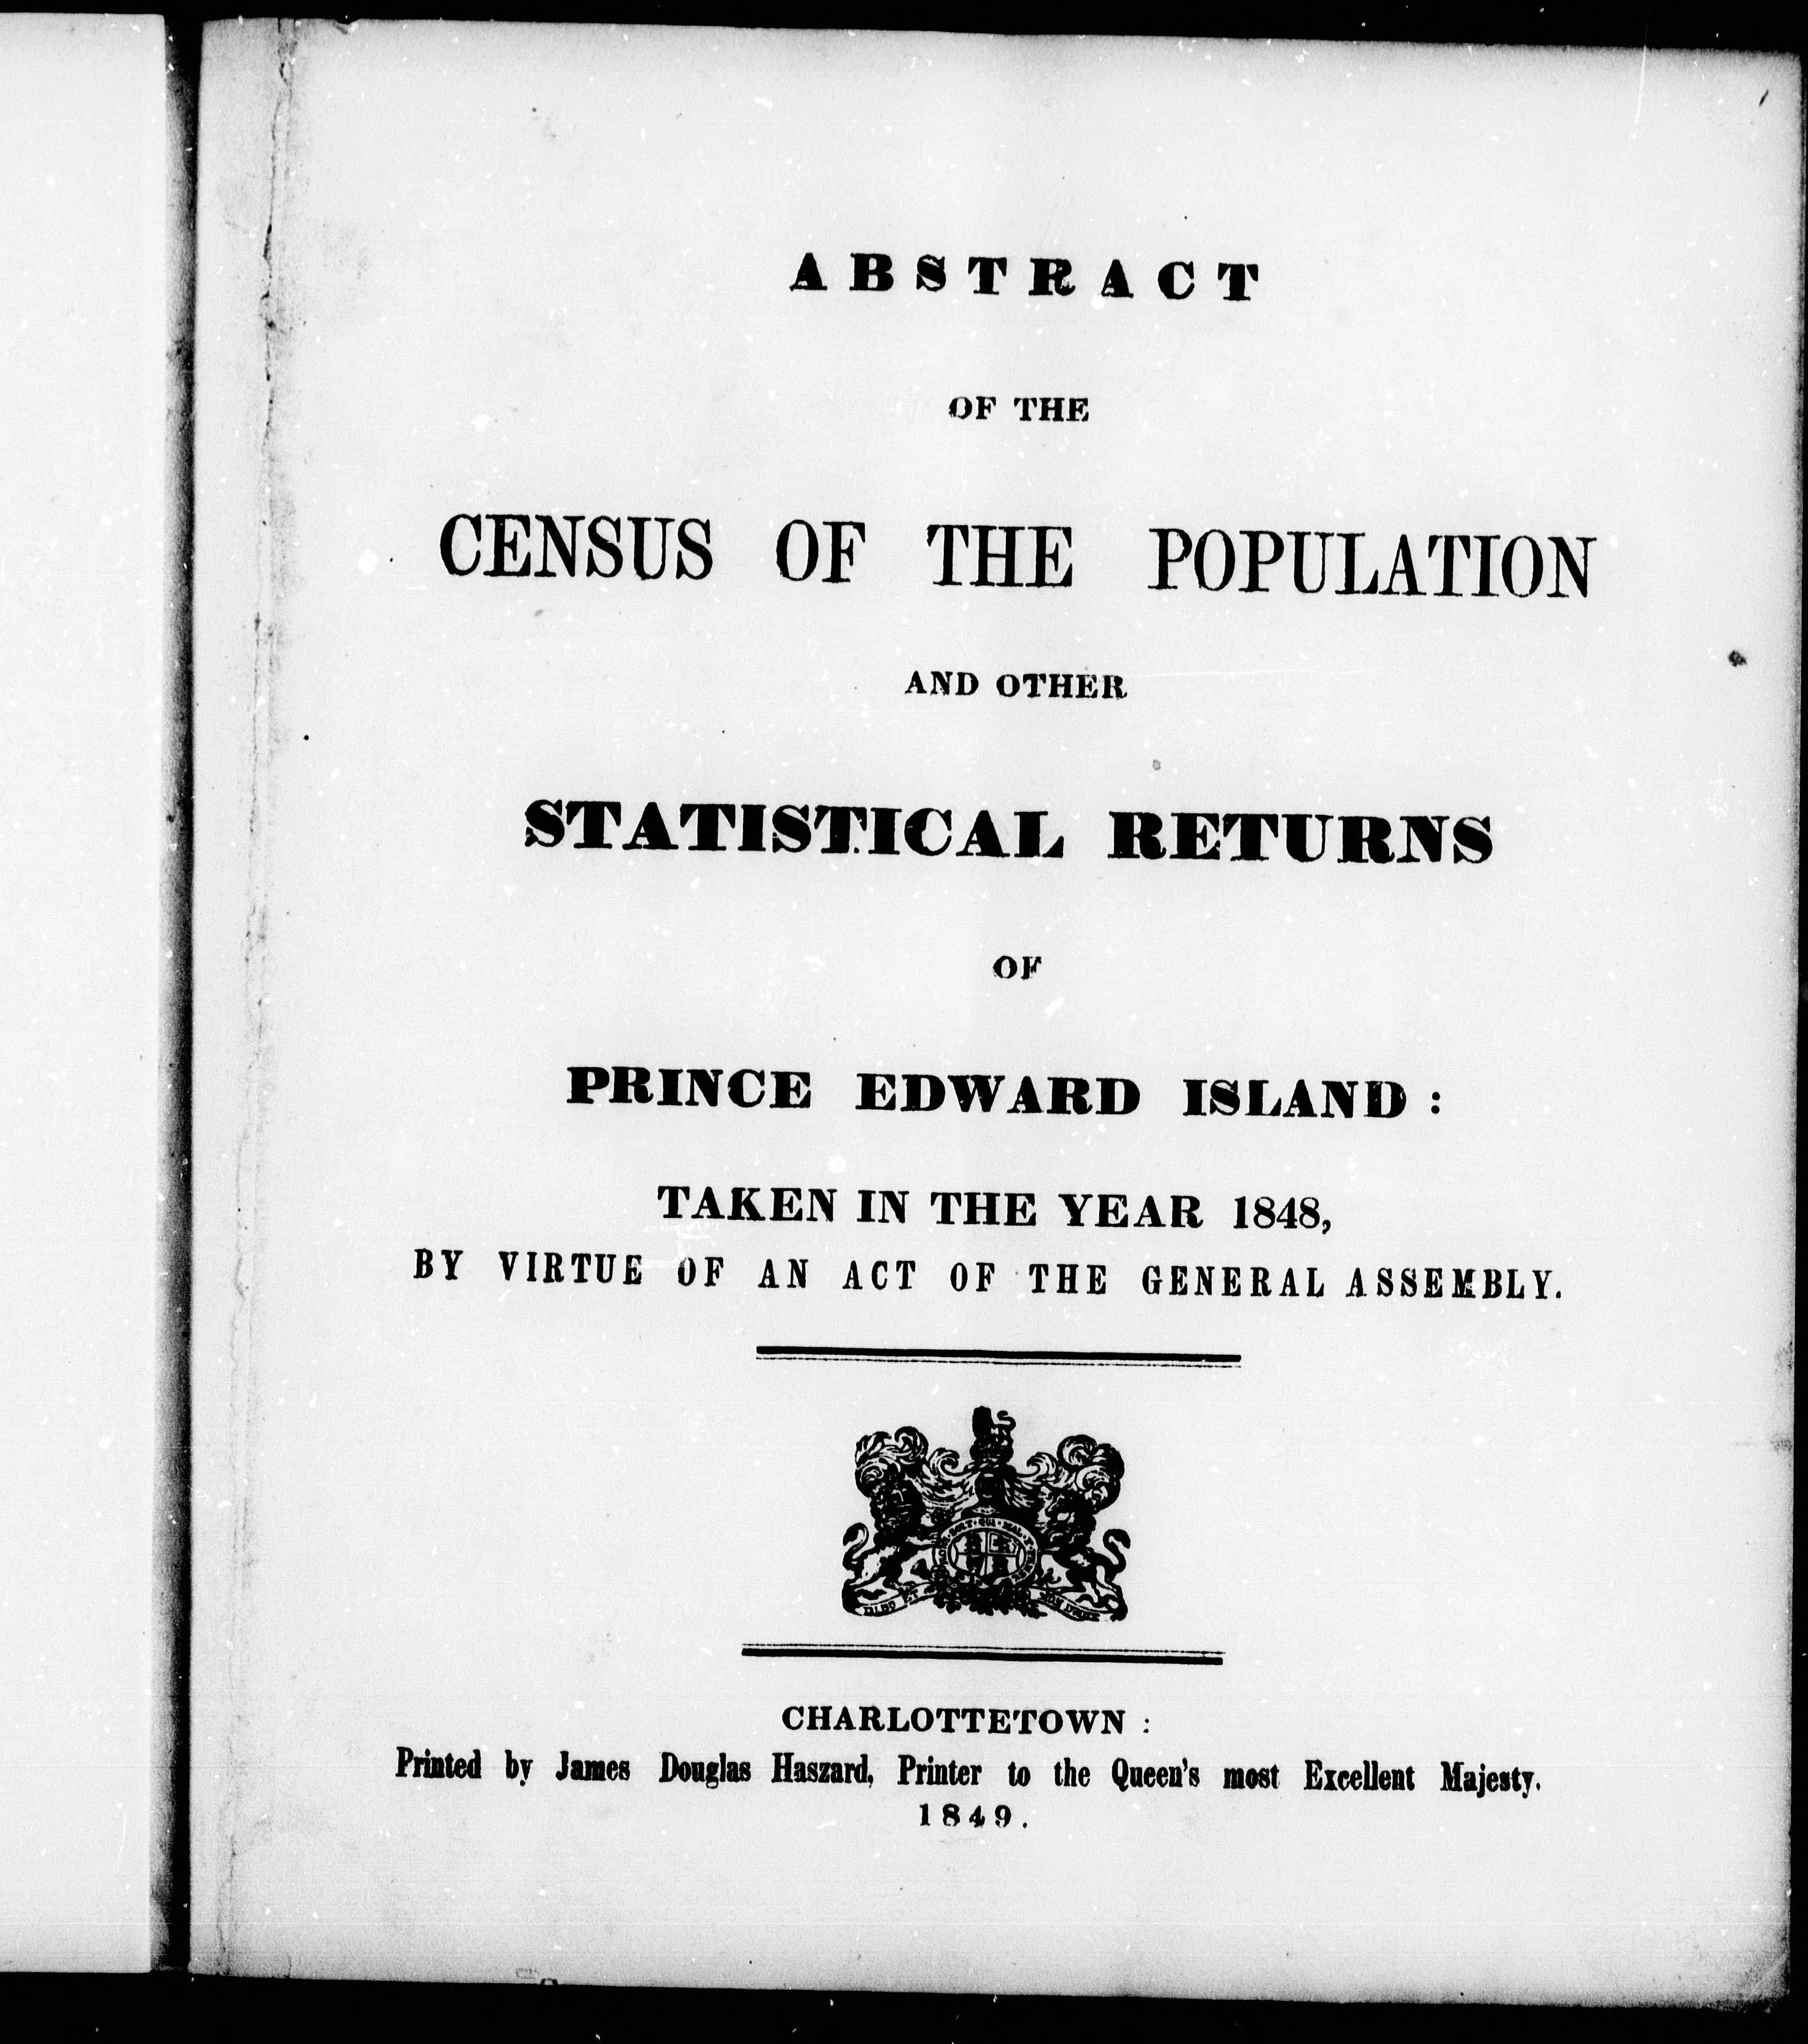 ABSTRACT
OF THE
CENSUS OF THE POPULATION
AND OTHER
STATISTICAL RETURNS
OF
PRINCE EDWARD ISLAND:
TAKEN IN THE YEAR 1848,
BY VIRTUE OF AN ACT OF THE GENERAL ASSEMBLY.
CHARLOTTETOWN:
Printed by James Douglas Haszard, Printer to the Queen's most Excellent Majesty.
1849.